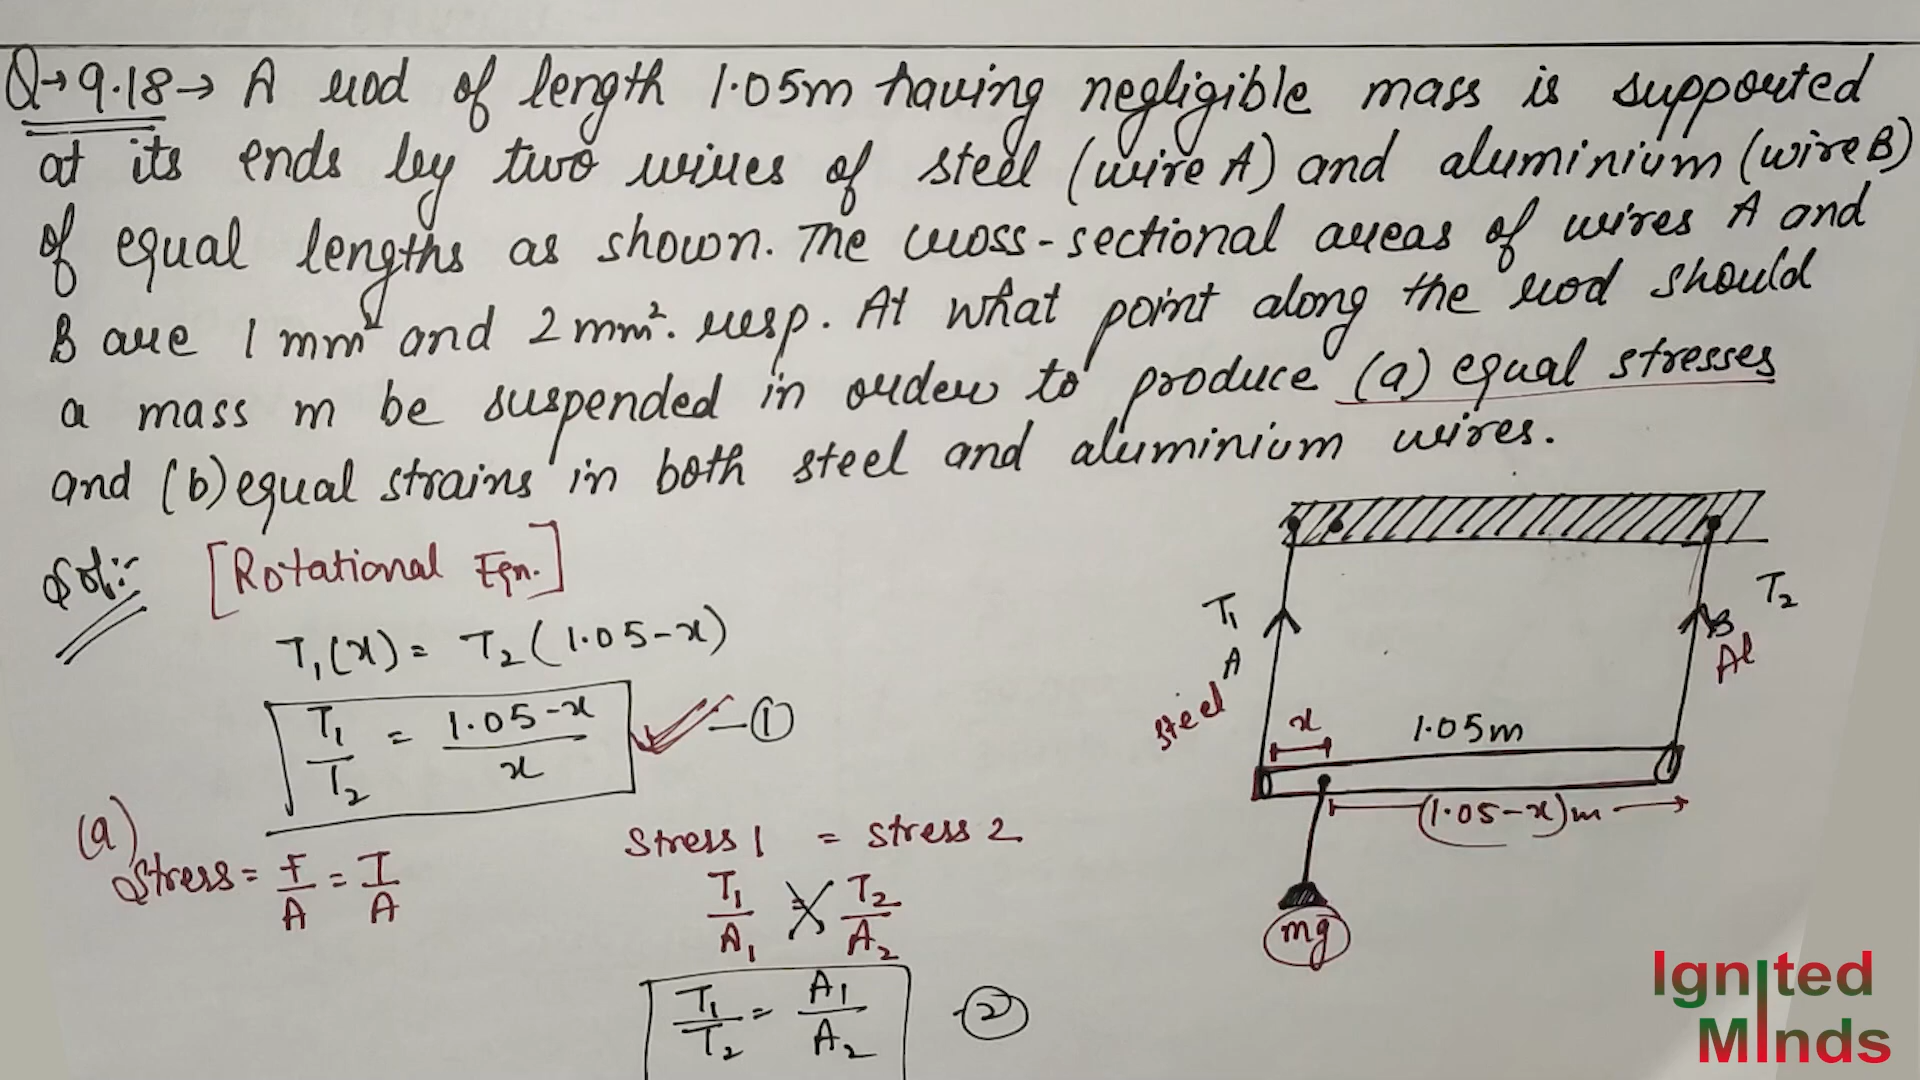 Q→9.18→ A rod of length 1.05m having negligible mass is supported
at its ends by two wires of steel (wire A) and aluminium (wire B)
of equal lengths as shown. The cross-sectional areas of wires A and
B are 1 mm² and 2 mm². resp. At what point along the rod should
a mass m be suspended in order to produce (a) equal stresses
and (b) equal strains in both steel and aluminium wires.
Sol:-
[Rotational Eqn.]
T₁(x) = T₂(1.05-x)
T₁/T₂ = 1.05-x/x -①
(a)
Stress = F/A = T/A
Stress 1 = Stress 2
T₁/A₁ = T₂/A₂
T₁/T₂ = A₁/A₂ -②
T₁
A
Steel
T₂
B
Al
x
1.05m
(1.05-x)m
mg
Ignited
Minds